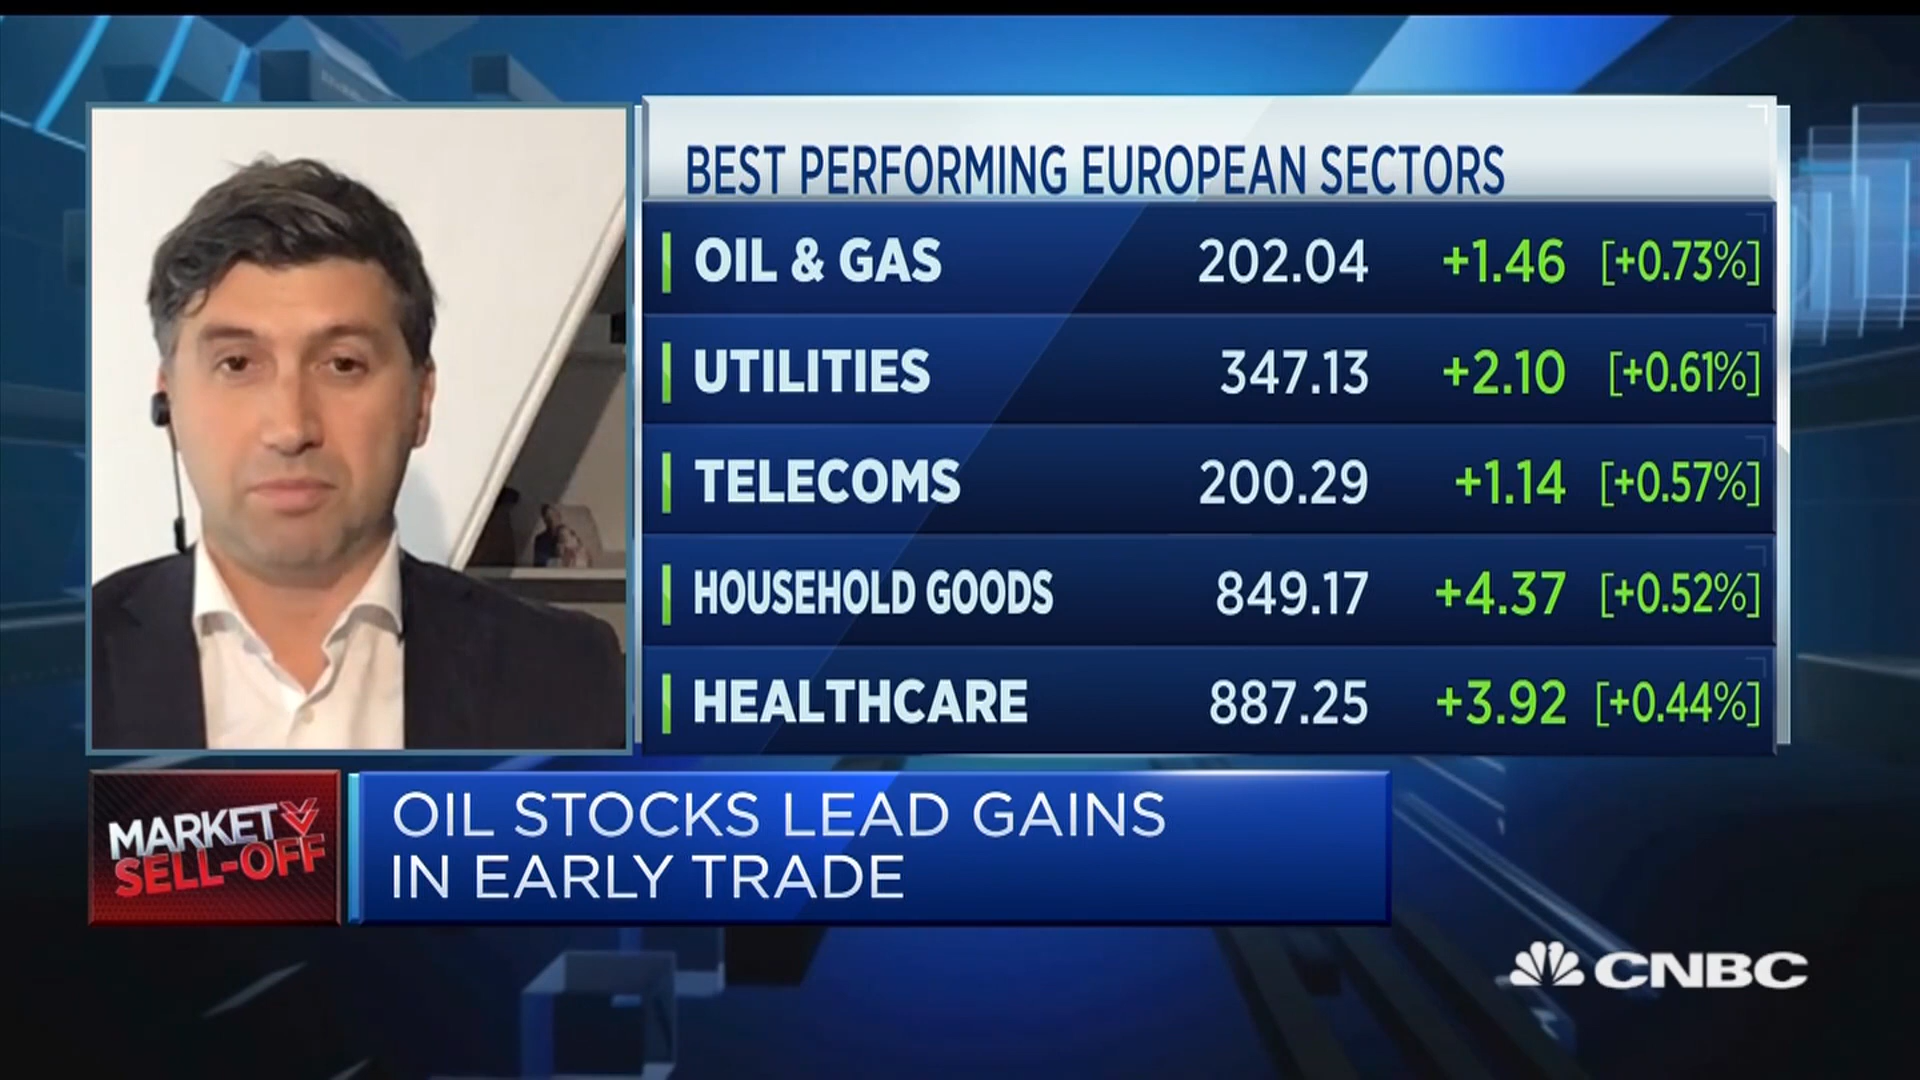 BEST PERFORMING EUROPEAN SECTORS
OIL & GAS 202.04 +1.46 [+0.73%]
UTILITIES 347.13 +2.10 [+0.61%]
TELECOMS 200.29 +1.14 [+0.57%]
HOUSEHOLD GOODS 849.17 +4.37 [+0.52%]
HEALTHCARE 887.25 +3.92 [+0.44%]
MARKET
SELL-OFF
OIL STOCKS LEAD GAINS
IN EARLY TRADE
CNBC